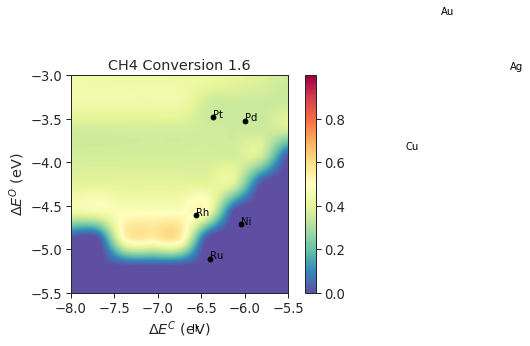 Au
Ag
CH4 Conversion 1.6
Cu
−3.0
−3.5
−4.0
−4.5
−5.0
−5.5
ΔE^O (eV)
Pt
Pd
Rh
Ni
Ru
−8.0 −7.5 −7.0 −6.5 −6.0 −5.5
ΔE^C (eV)
Ir
0.8
0.6
0.4
0.2
0.0